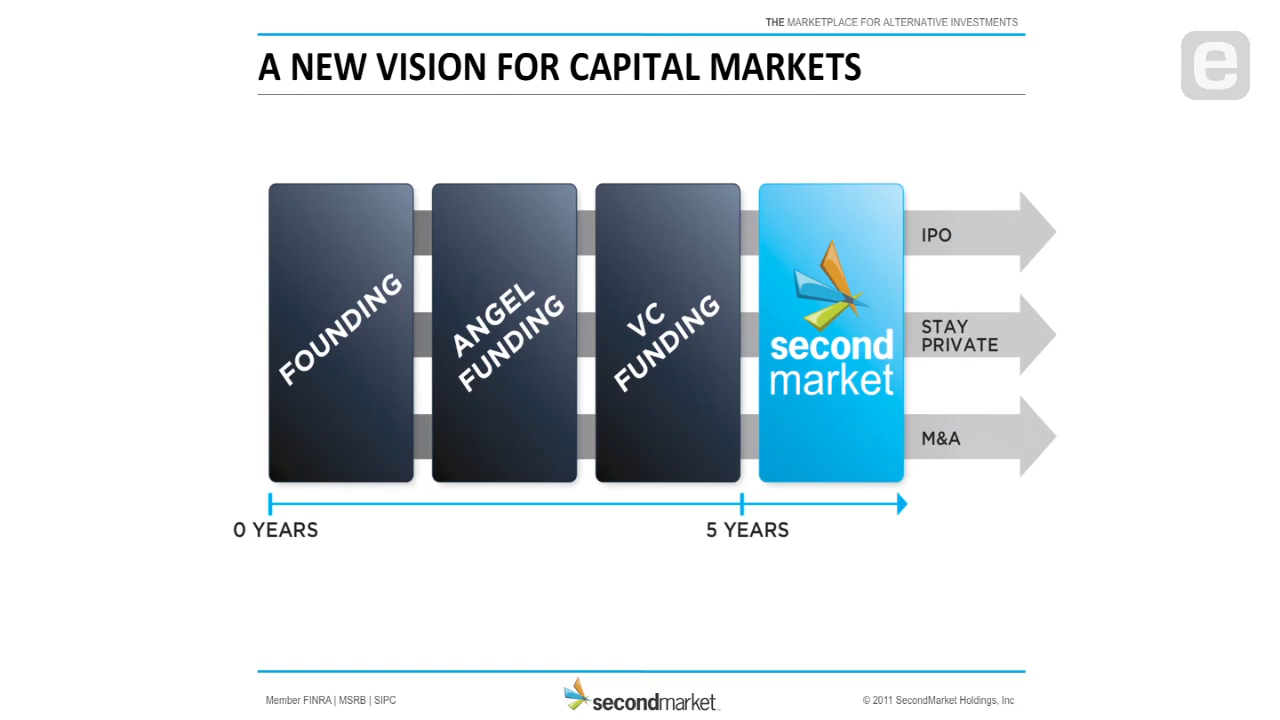 THE MARKETPLACE FOR ALTERNATIVE INVESTMENTS
e
A NEW VISION FOR CAPITAL MARKETS
FOUNDING
ANGEL
FUNDING
VC
FUNDING
second
market
IPO
STAY
PRIVATE
M&A
0 YEARS
5 YEARS
Member FINRA | MSRB | SIPC
secondmarket
© 2011 SecondMarket Holdings, Inc